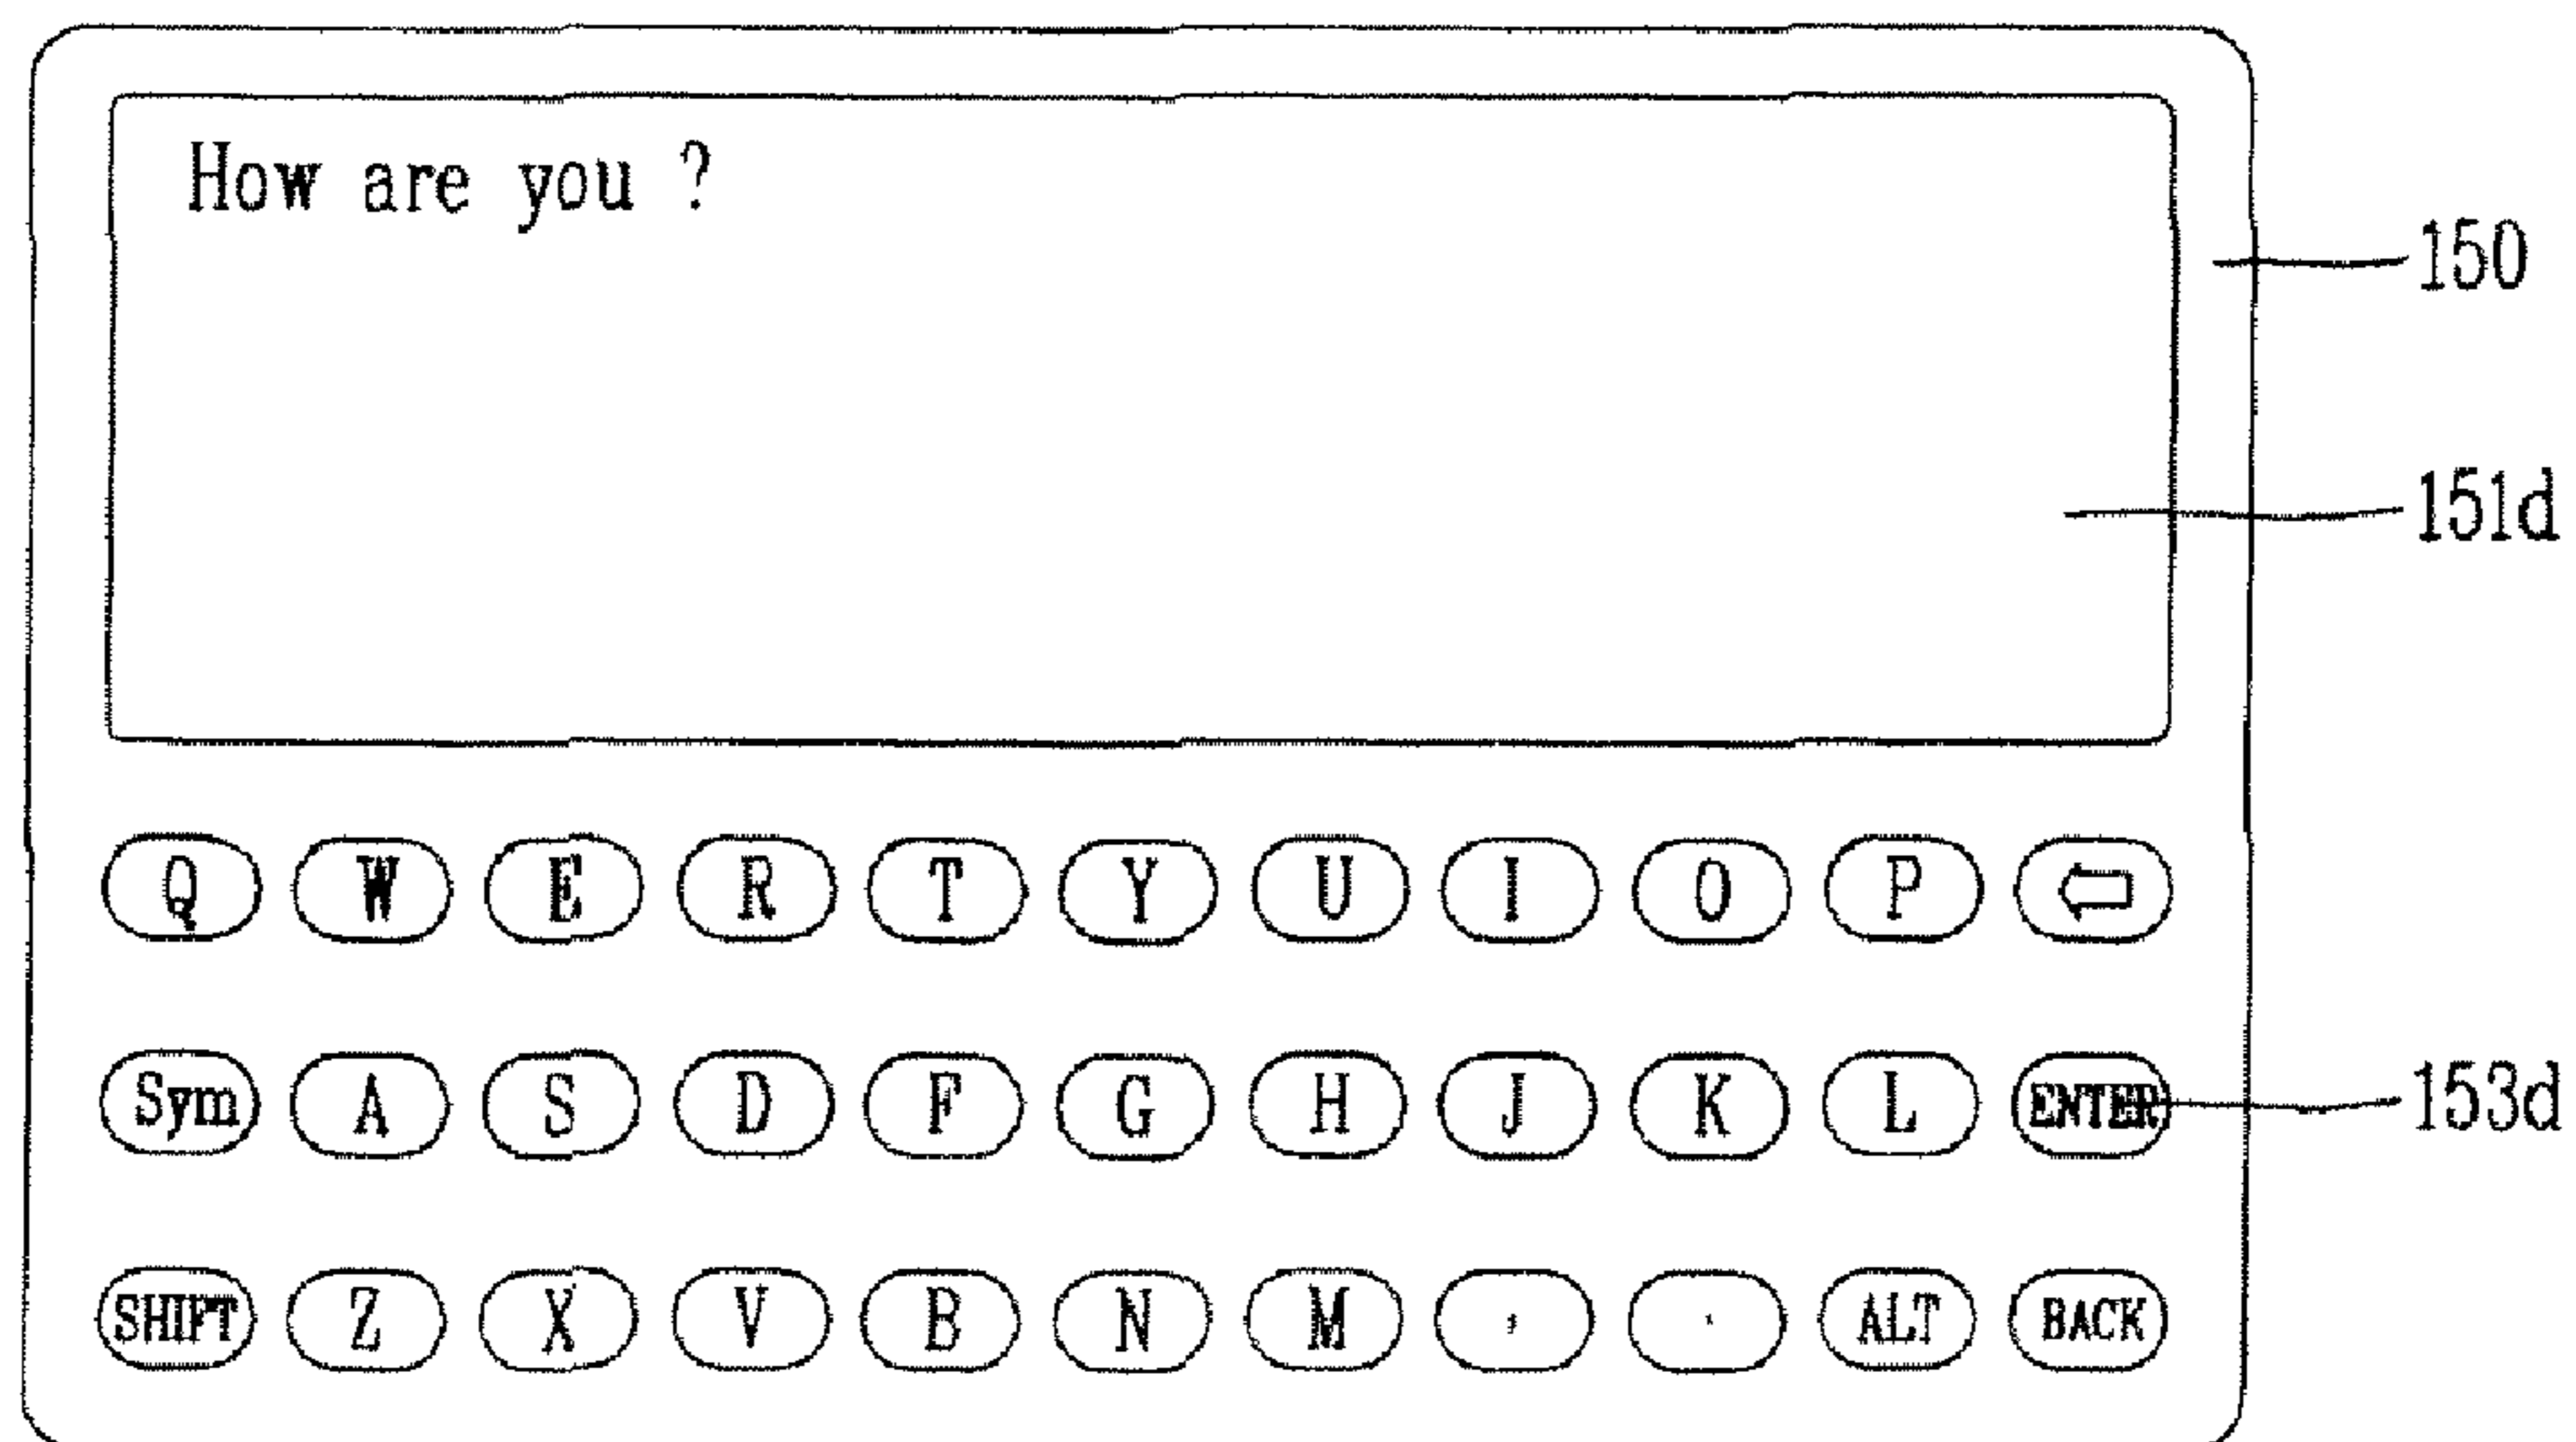 How are you ?
150
151d
Q W E R T Y U I O P
Sym A S D F G H J K L ENTER
153d
SHIFT Z X V B N M , . ALT BACK